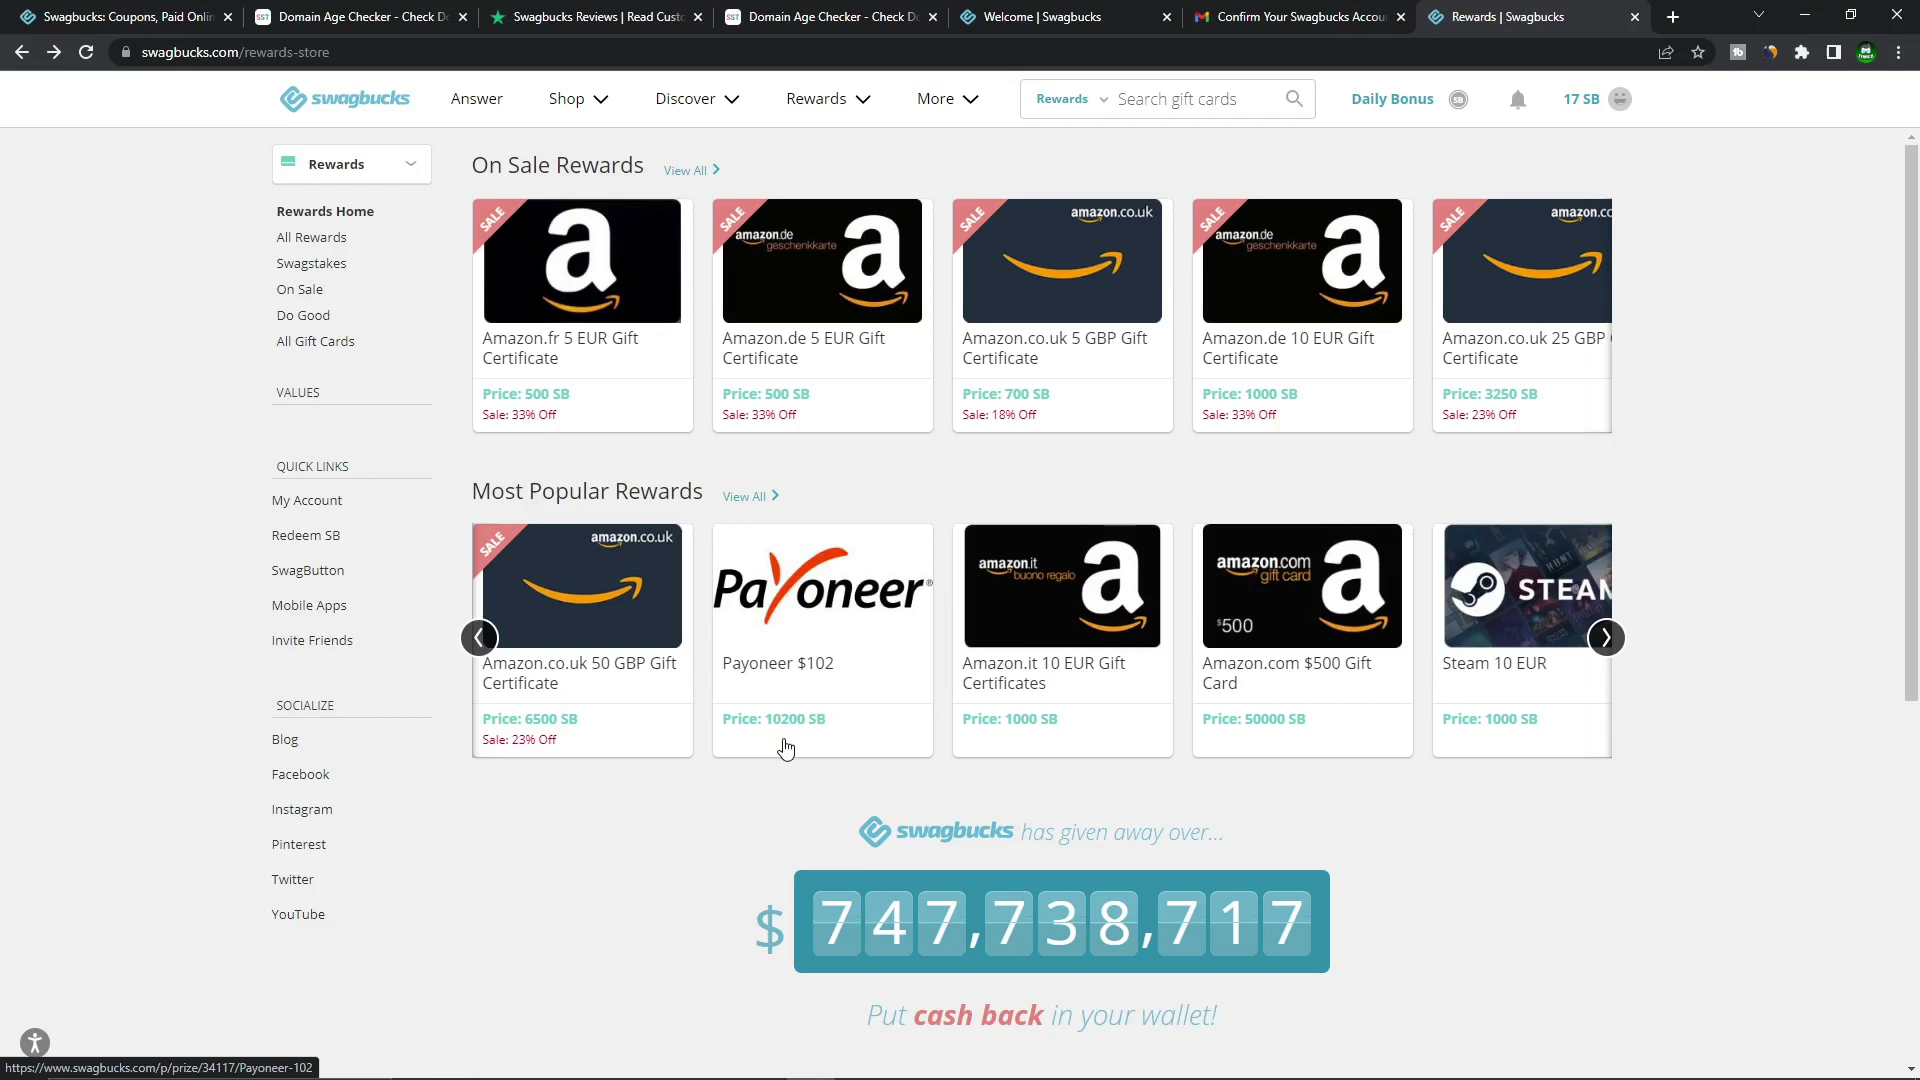 Swagbucks: Coupons, Paid Onlin
Domain Age Checker - Check Do
Swagbucks Reviews | Read Custo
Domain Age Checker - Check Do
Welcome | Swagbucks
Confirm Your Swagbucks Accou
Rewards | Swagbucks
swagbucks.com/rewards-store
swagbucks
Answer
Shop
Discover
Rewards
More
Rewards
Search gift cards
Daily Bonus
SB
17 SB
Rewards
Rewards Home
All Rewards
Swagstakes
On Sale
Do Good
All Gift Cards
VALUES
QUICK LINKS
My Account
Redeem SB
SwagButton
Mobile Apps
Invite Friends
SOCIALIZE
Blog
Facebook
Instagram
Pinterest
Twitter
YouTube
On Sale Rewards
View All
SALE
a
Amazon.fr 5 EUR Gift
Certificate
Price: 500 SB
Sale: 33% Off
SALE
amazon.de
geschenkkarte
a
Amazon.de 5 EUR Gift
Certificate
Price: 500 SB
Sale: 33% Off
SALE
amazon.co.uk
Amazon.co.uk 5 GBP Gift
Certificate
Price: 700 SB
Sale: 18% Off
SALE
amazon.de
geschenkkarte
a
Amazon.de 10 EUR Gift
Certificate
Price: 1000 SB
Sale: 33% Off
SALE
amazon.co
Amazon.co.uk 25 GBP
Certificate
Price: 3250 SB
Sale: 23% Off
Most Popular Rewards
View All
SALE
amazon.co.uk
Amazon.co.uk 50 GBP Gift
Certificate
Price: 6500 SB
Sale: 23% Off
Payoneer®
Payoneer $102
Price: 10200 SB
amazon.it
buono regalo
a
Amazon.it 10 EUR Gift
Certificates
Price: 1000 SB
amazon.com
gift card
a
$500
Amazon.com $500 Gift
Card
Price: 50000 SB
STEAM
Steam 10 EUR
Price: 1000 SB
swagbucks has given away over...
$ 747,738,717
Put cash back in your wallet!
https://www.swagbucks.com/p/prize/34117/Payoneer-102